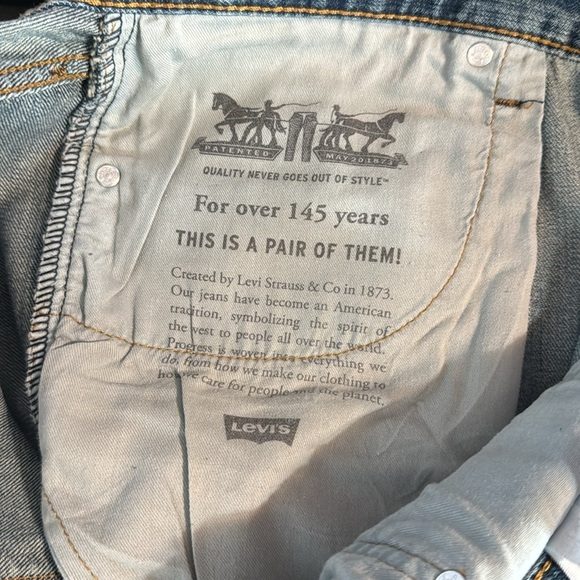 PATENTED MAY 20 1873
QUALITY NEVER GOES OUT OF STYLE™
For over 145 years
THIS IS A PAIR OF THEM!
Created by Levi Strauss & Co in 1873.
Our jeans have become an American
tradition, symbolizing the spirit of
the west to people all over the world.
Progress is woven into everything we
do, from how we make our clothing to
how we care for people and the planet.
LEVI'S